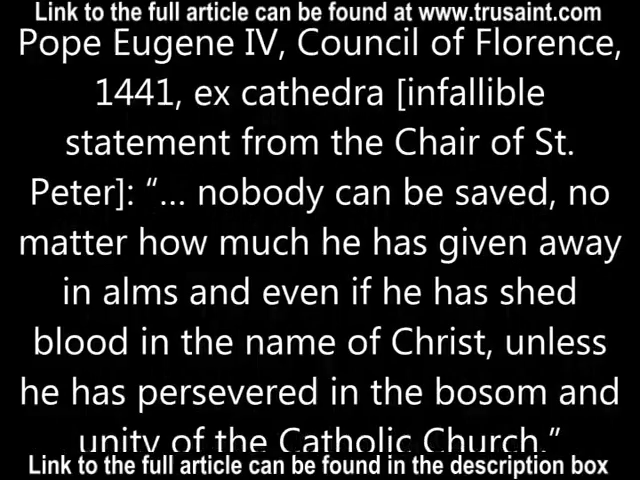 Link to the full article can be found at www.trusaint.com
Pope Eugene IV, Council of Florence,
1441, ex cathedra [infallible
statement from the Chair of St.
Peter]: “... nobody can be saved, no
matter how much he has given away
in alms and even if he has shed
blood in the name of Christ, unless
he has persevered in the bosom and
unity of the Catholic Church.”
Link to the full article can be found in the description box